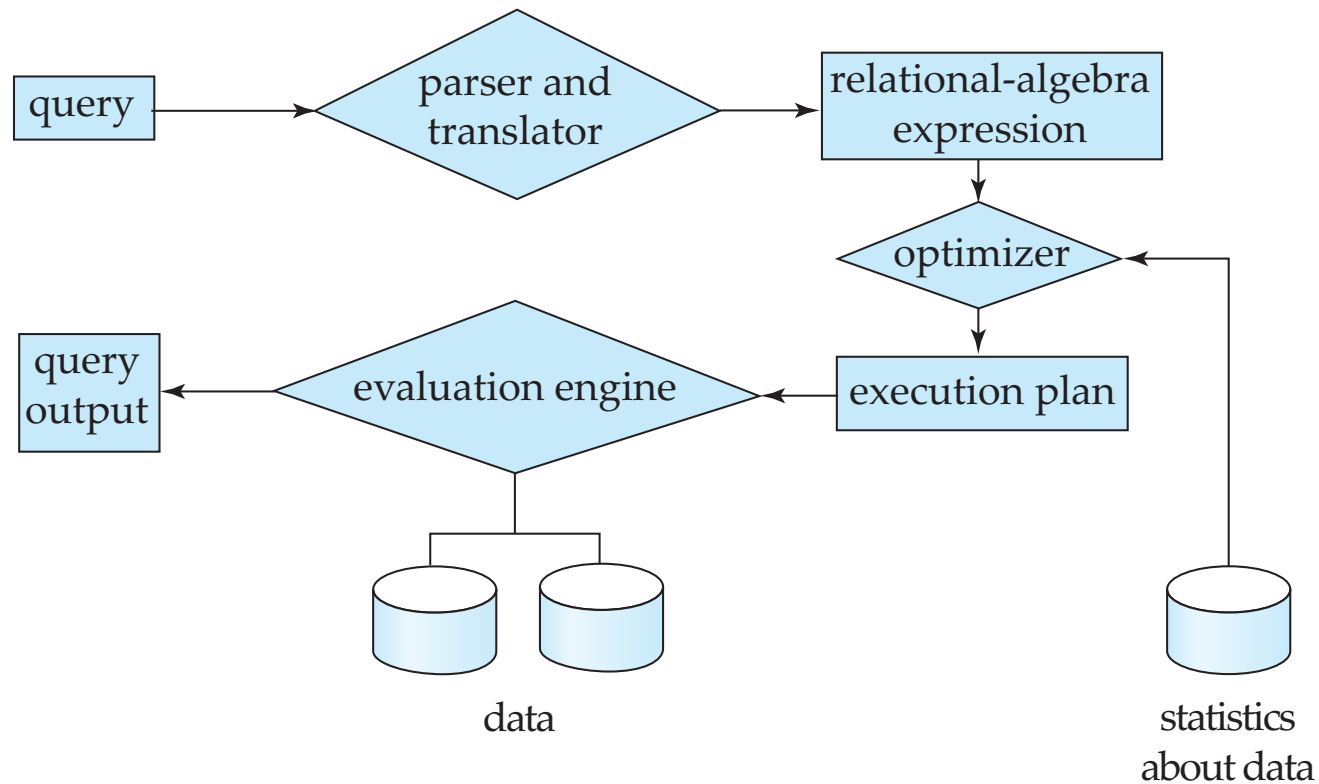 query
parser and
translator
relational-algebra
expression
optimizer
query
output
evaluation engine
execution plan
data
statistics
about data